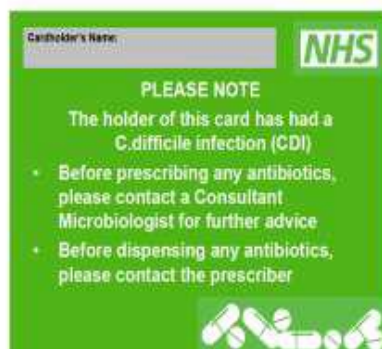 Cardholder's Name:
NHS
PLEASE NOTE
The holder of this card has had a
C.difficile infection (CDI)
• Before prescribing any antibiotics,
please contact a Consultant
Microbiologist for further advice
• Before dispensing any antibiotics,
please contact the prescriber